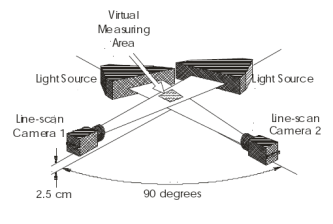 Virtual
Measuring
Area
Light Source
Light Source
Line-scan
Camera 1
Line-scan
Camera 2
2.5 cm
90 degrees